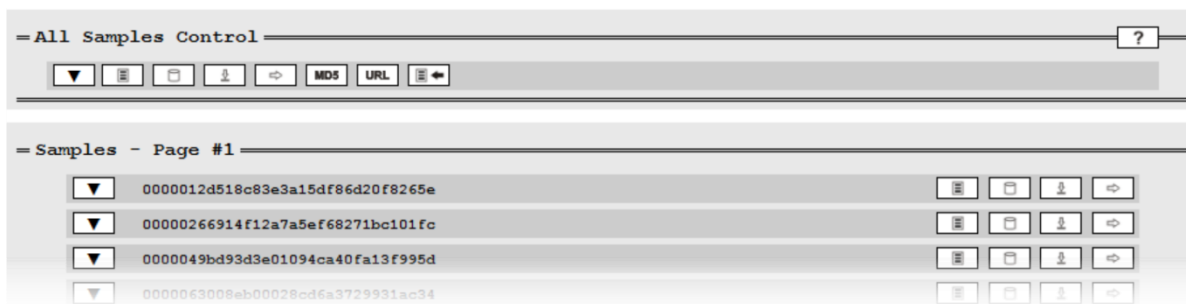 All Samples Control ?
MD5 URL
Samples - Page #1
0000012d518c83e3a15df86d20f8265e
00000266914f12a7a5ef68271bc101fc
0000049bd93d3e01094ca40fa13f995d
0000063008eb00028cd6a3729931ac34